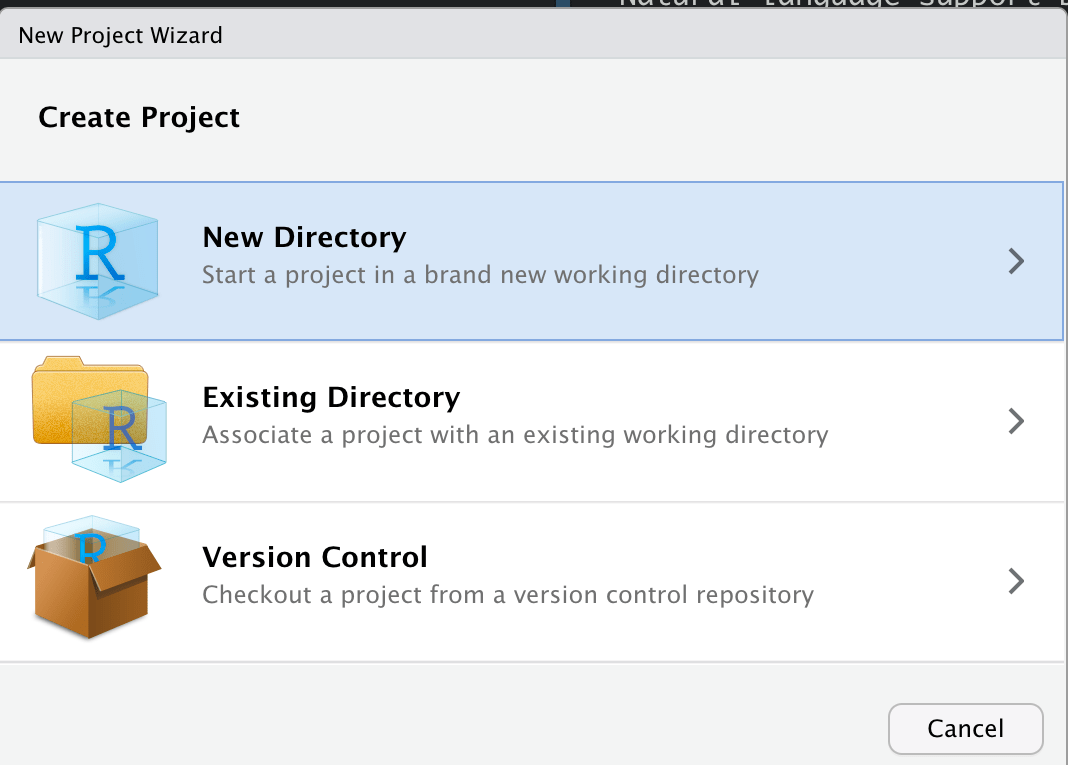 Natural language support
New Project Wizard
Create Project
R
New Directory
Start a project in a brand new working directory
R
Existing Directory
Associate a project with an existing working directory
R
Version Control
Checkout a project from a version control repository
Cancel